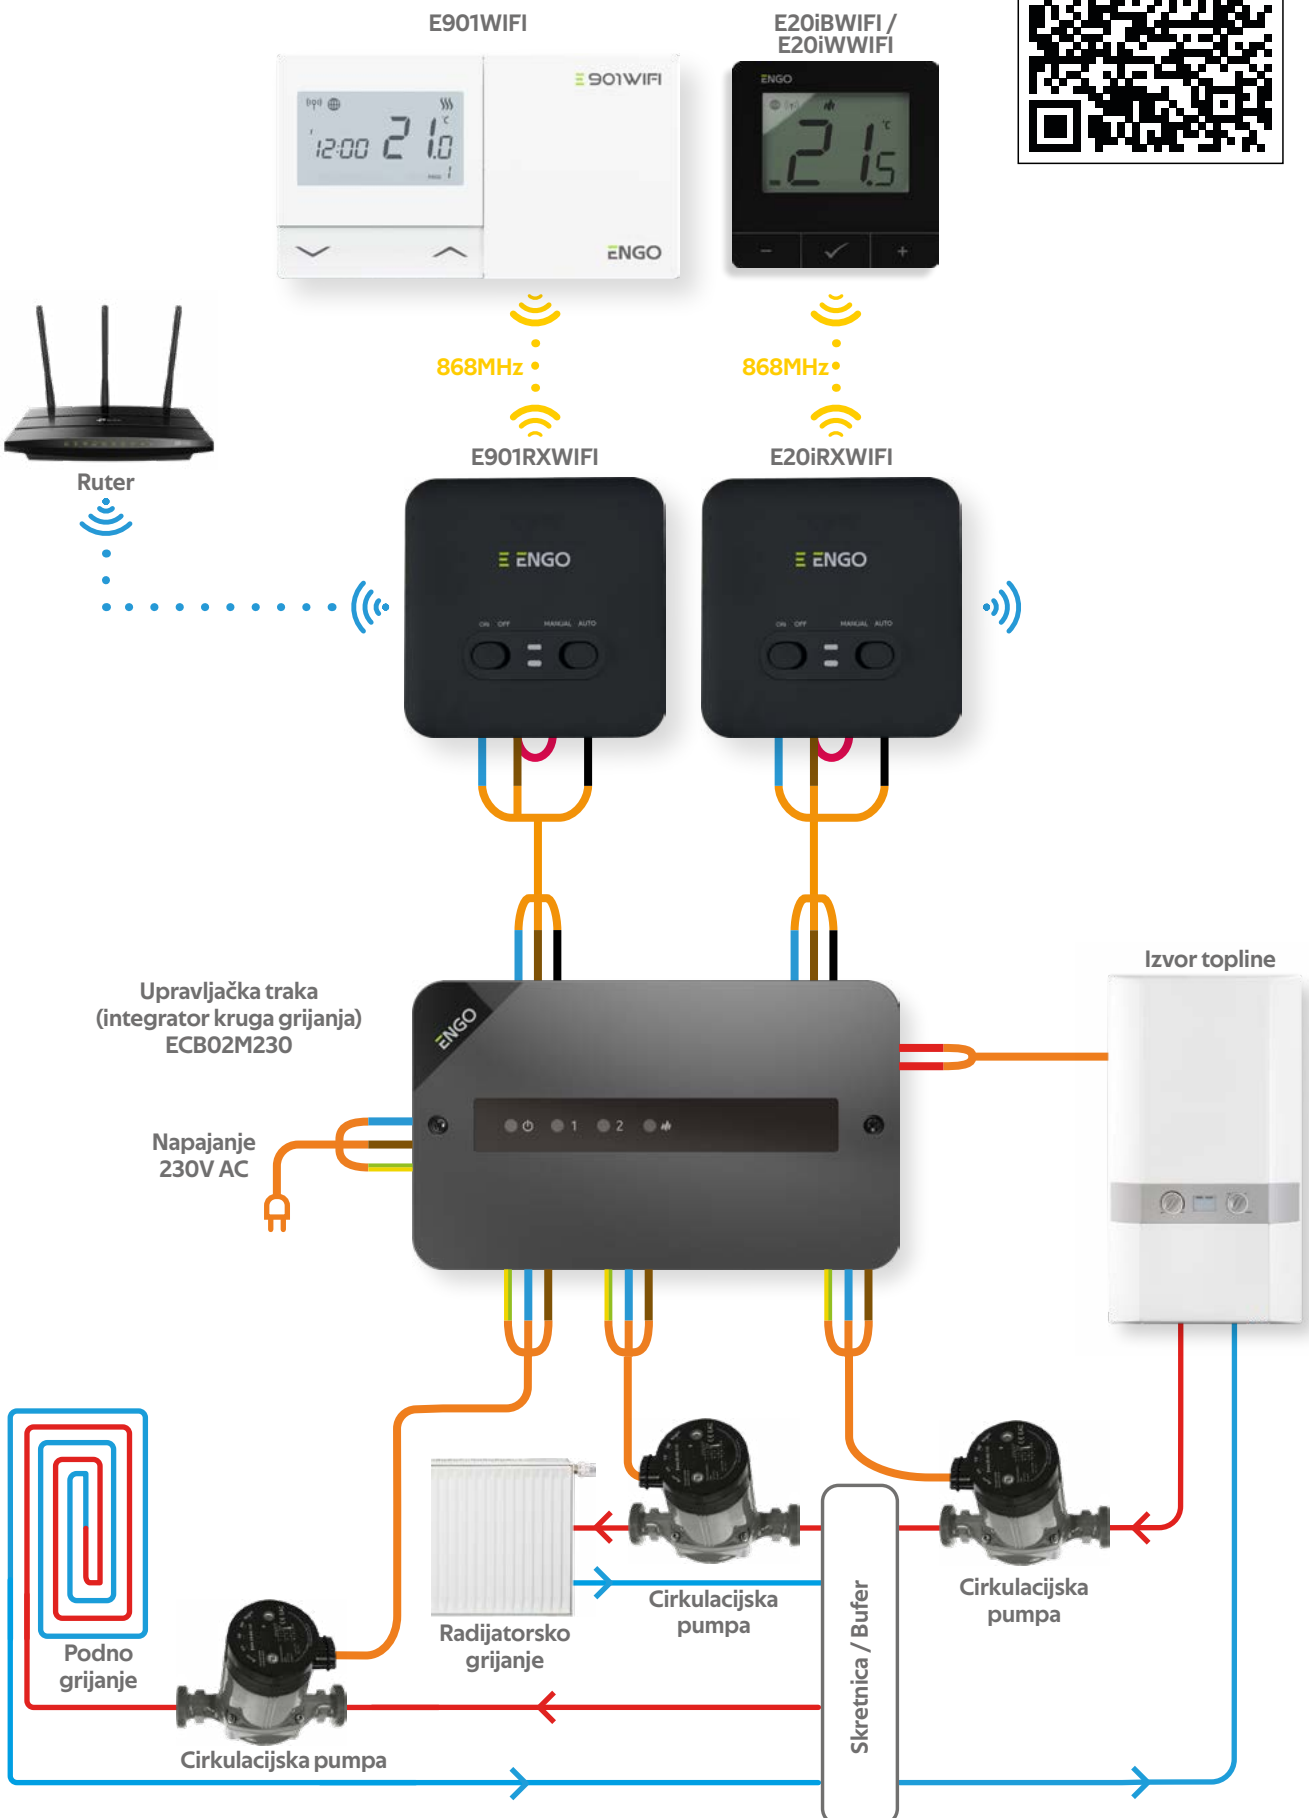 E901WIFI
E20iBWIFI /
E20iWWIFI
E901WIFI
12:00 21.0
°C
1
ENGO
ENGO
21.5
°C
868MHz
868MHz
Ruter
E901RXWIFI
E20iRXWIFI
ENGO
ON OFF MANUAL AUTO
ENGO
ON OFF MANUAL AUTO
Upravljačka traka
(integrator kruga grijanja)
ECB02M230
Izvor topline
ENGO
1 2
Napajanje
230V AC
Podno
grijanje
Radijatorsko
grijanje
Cirkulacijska
pumpa
Cirkulacijska
pumpa
Skretnica / Bufer
Cirkulacijska pumpa